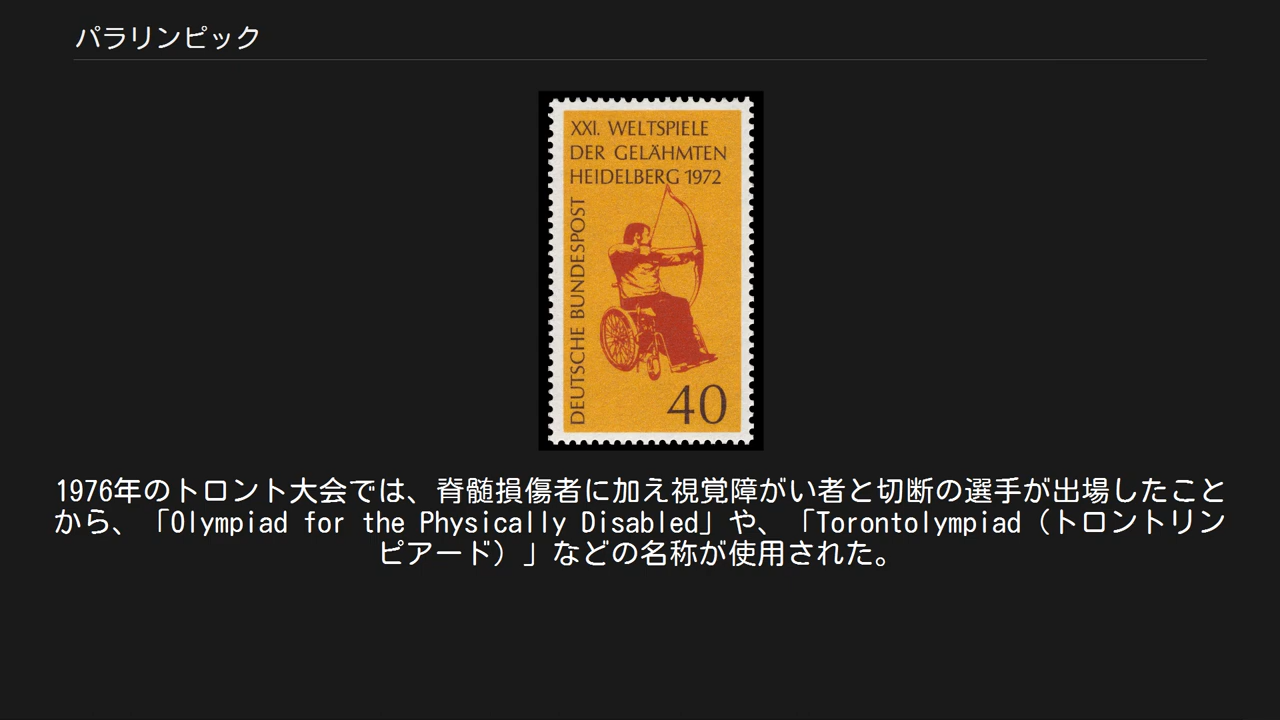 パラリンピック
XXI. WELTSPIELE
DER GELÄHMTEN
HEIDELBERG 1972
DEUTSCHE BUNDESPOST
40
1976年のトロント大会では、脊髄損傷者に加え視覚障がい者と切断の選手が出場したこと
から、「Olympiad for the Physically Disabled」や、「Torontolympiad（トロントリン
ピアード）」などの名称が使用された。